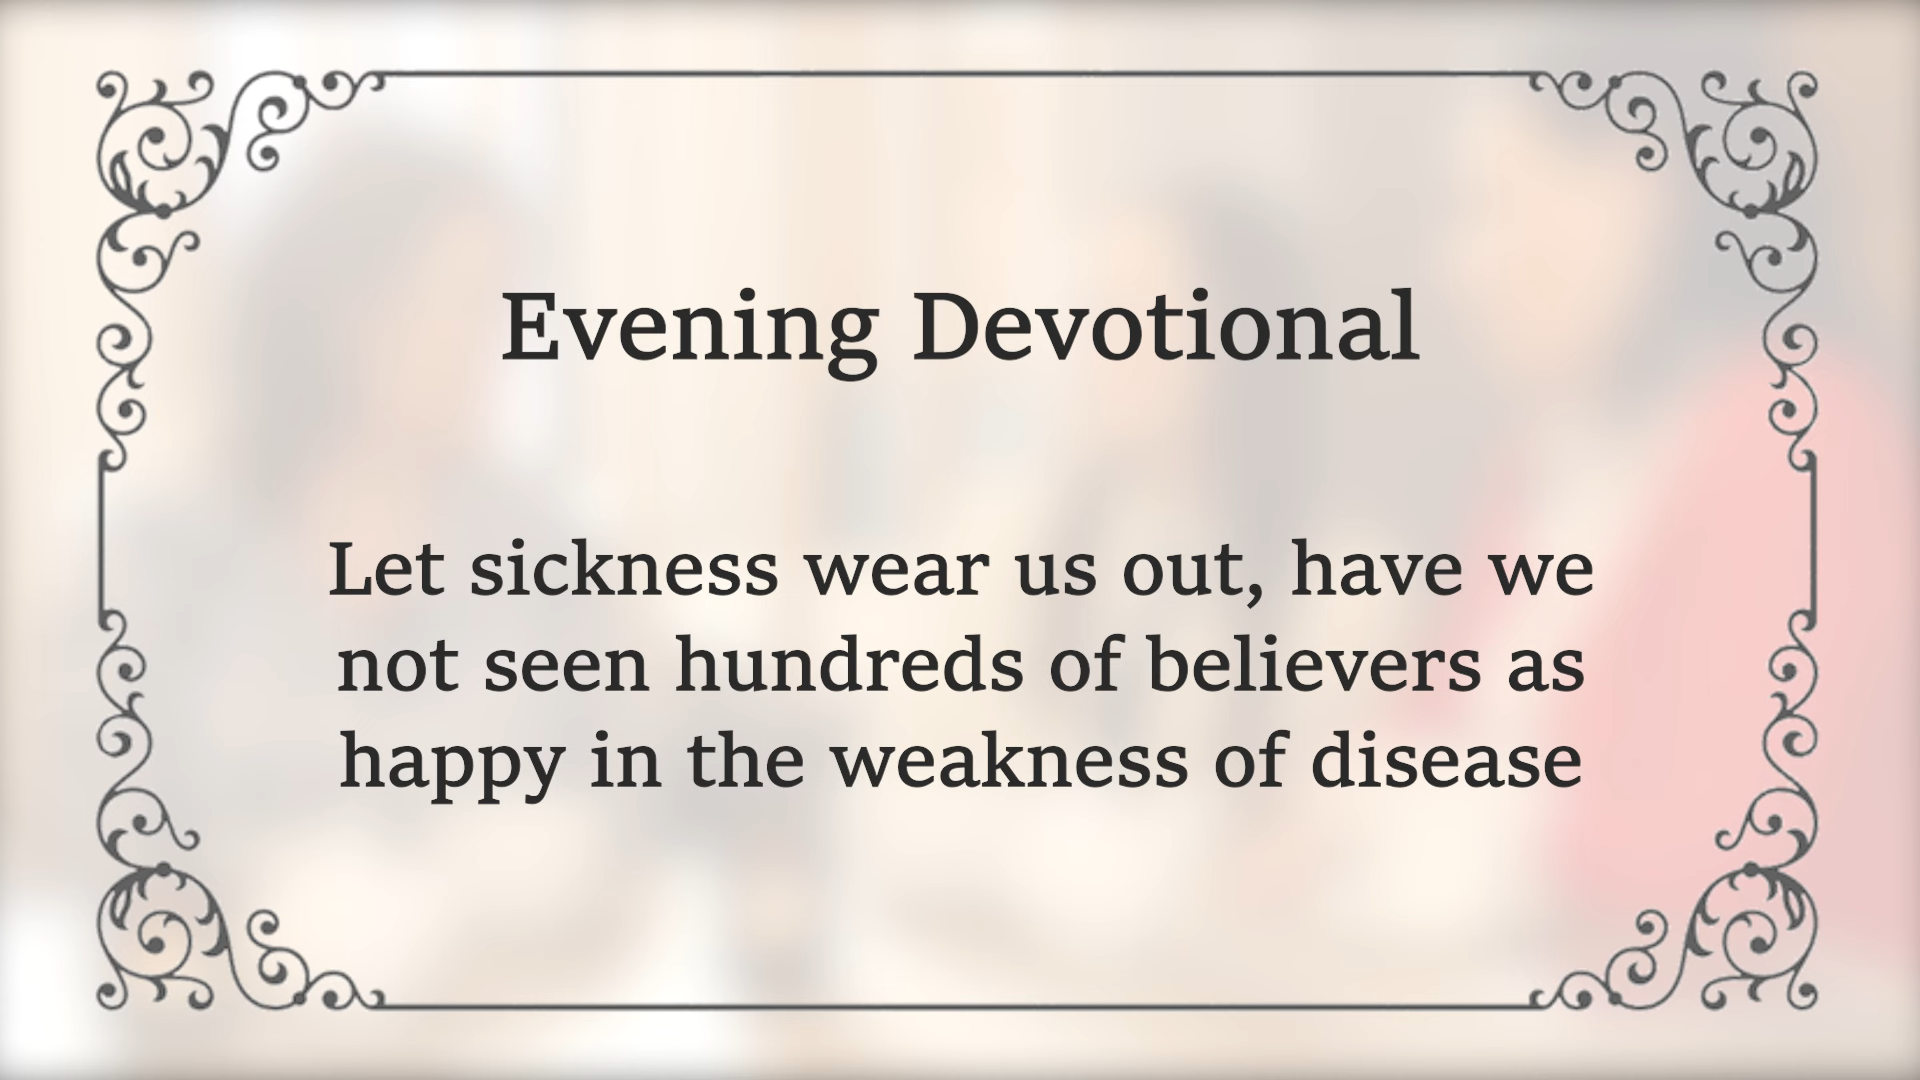 Evening Devotional
Let sickness wear us out, have we
not seen hundreds of believers as
happy in the weakness of disease